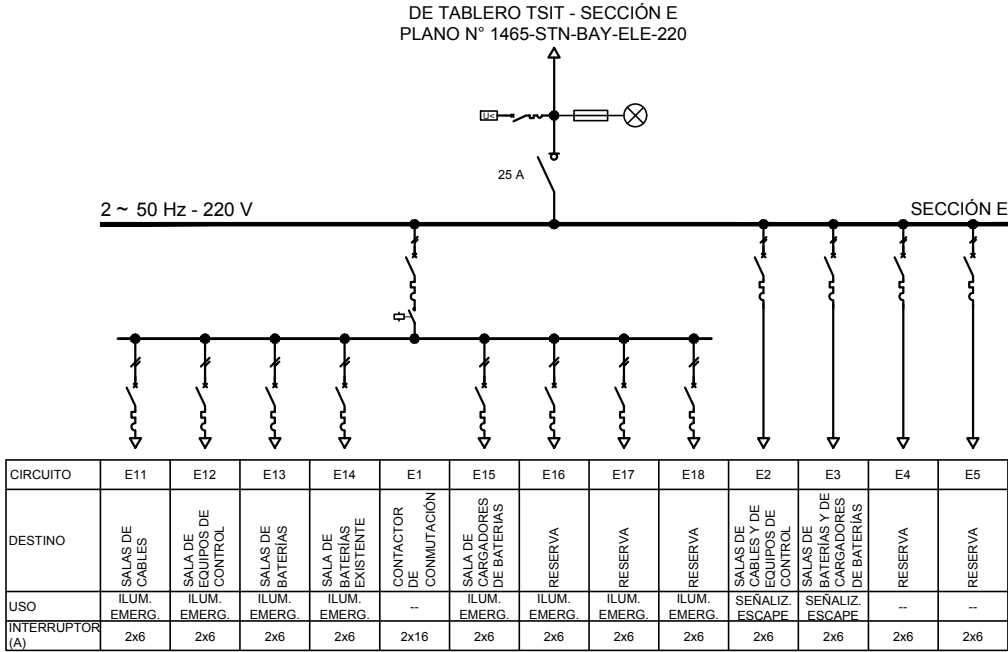 DE TABLERO TSIT - SECCIÓN E
PLANO N° 1465-STN-BAY-ELE-220
U<
25 A
2 ~ 50 Hz - 220 V
SECCIÓN E
CIRCUITO E11 E12 E13 E14 E1 E15 E16 E17 E18 E2 E3 E4 E5
DESTINO
SALAS DE
CABLES
SALA DE
EQUIPOS DE
CONTROL
SALAS DE
BATERÍAS
SALA DE
BATERÍAS
EXISTENTE
CONTACTOR
DE
CONMUTACIÓN
SALA DE
CARGADORES
DE BATERIAS
RESERVA
RESERVA
RESERVA
SALAS DE
CABLES Y DE
EQUIPOS DE
CONTROL
SALAS DE
BATERÍAS Y DE
CARGADORES
DE BATERÍAS
RESERVA
RESERVA
USO
ILUM.
EMERG.
ILUM.
EMERG.
ILUM.
EMERG.
ILUM.
EMERG.
--
ILUM.
EMERG.
ILUM.
EMERG.
ILUM.
EMERG.
ILUM.
EMERG.
SEÑALIZ.
ESCAPE
SEÑALIZ.
ESCAPE
--
--
INTERRUPTOR
(A)
2x6 2x6 2x6 2x6 2x16 2x6 2x6 2x6 2x6 2x6 2x6 2x6 2x6